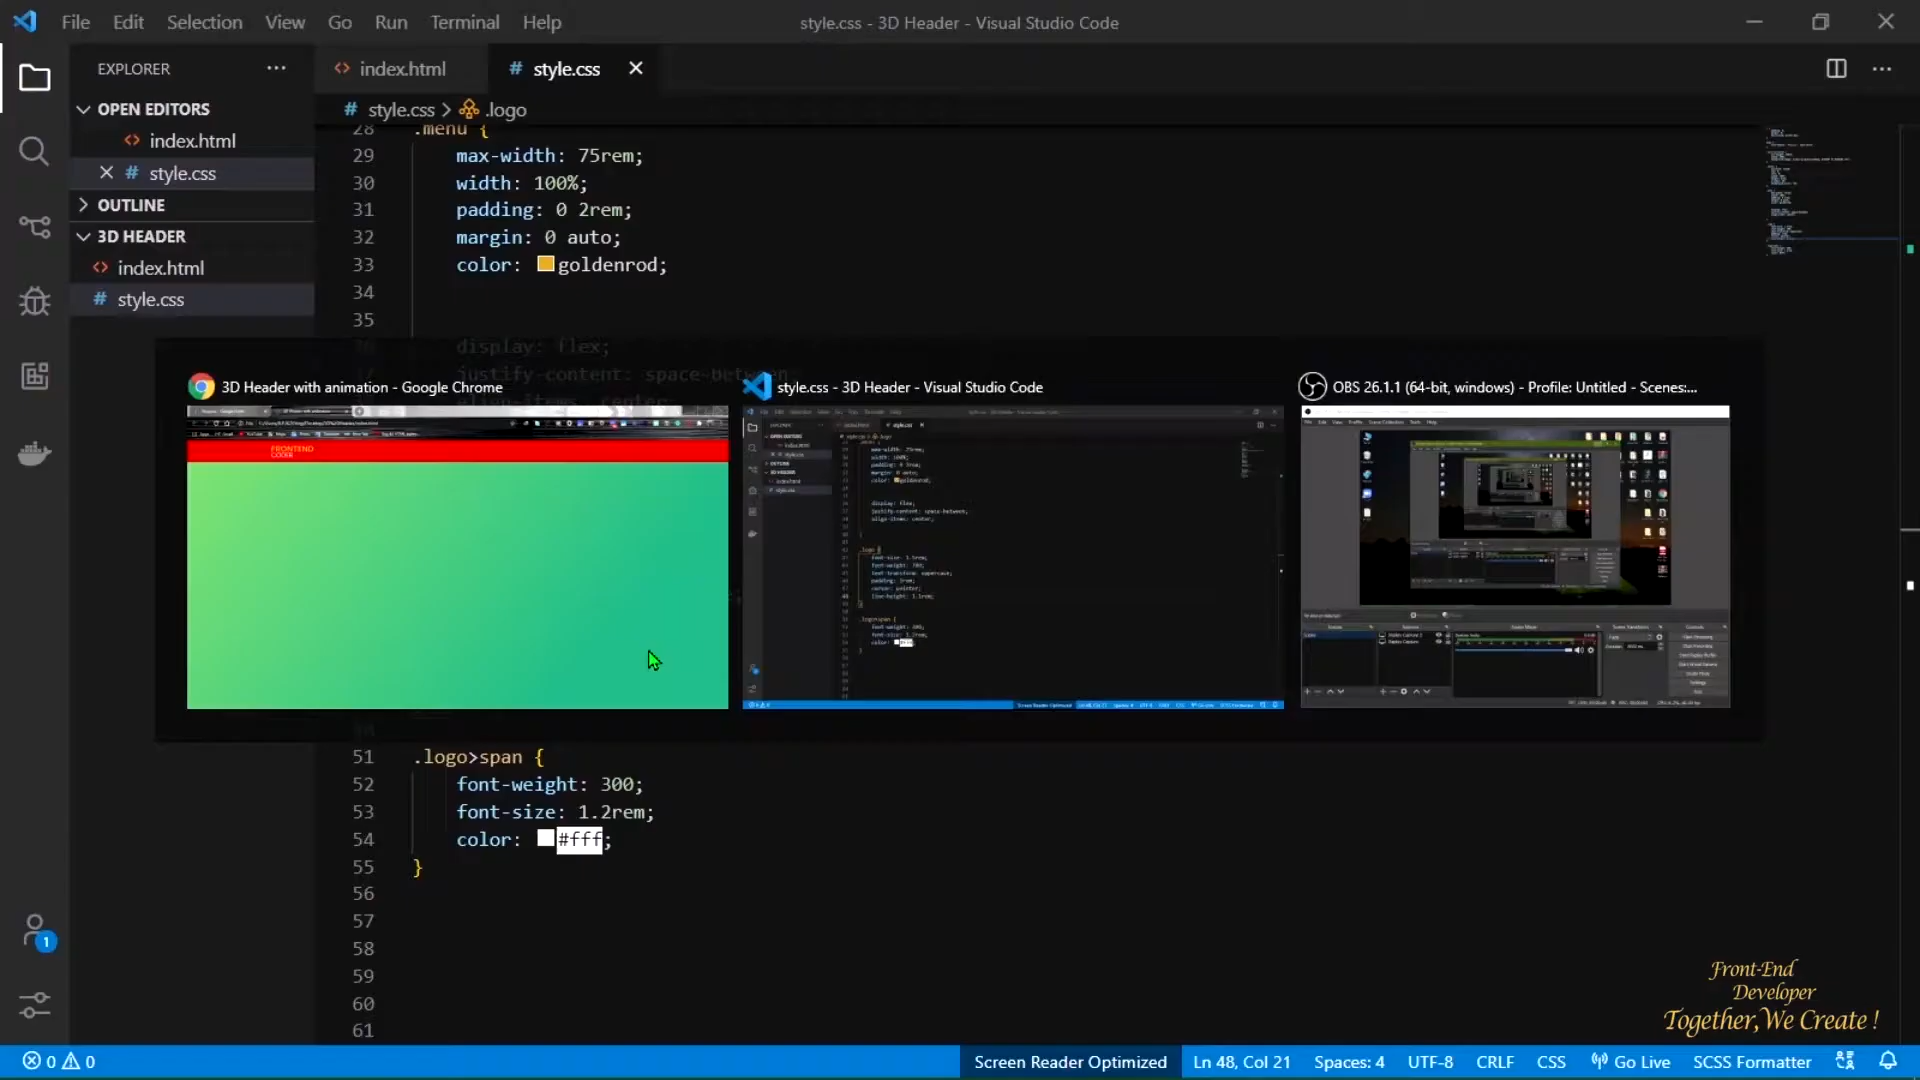 File Edit Selection View Go Run Terminal Help
style.css - 3D Header - Visual Studio Code
EXPLORER
OPEN EDITORS
index.html
style.css
OUTLINE
3D HEADER
index.html
style.css
index.html
style.css
style.css > .logo
28 .menu {
29 max-width: 75rem;
30 width: 100%;
31 padding: 0 2rem;
32 margin: 0 auto;
33 color: goldenrod;
34
35
display: flex;
justify-content: space-between
align-items: center
3D Header with animation - Google Chrome
style.css - 3D Header - Visual Studio Code
OBS 26.1.1 (64-bit, windows) - Profile: Untitled - Scenes:...
FRONTEND
CODER
51 .logo>span {
52 font-weight: 300;
53 font-size: 1.2rem;
54 color: #fff;
55 }
56
57
58
59
60
61
1
Front-End
Developer
Together,We Create !
0 0
Screen Reader Optimized
Ln 48, Col 21
Spaces: 4
UTF-8
CRLF
CSS
Go Live
SCSS Formatter